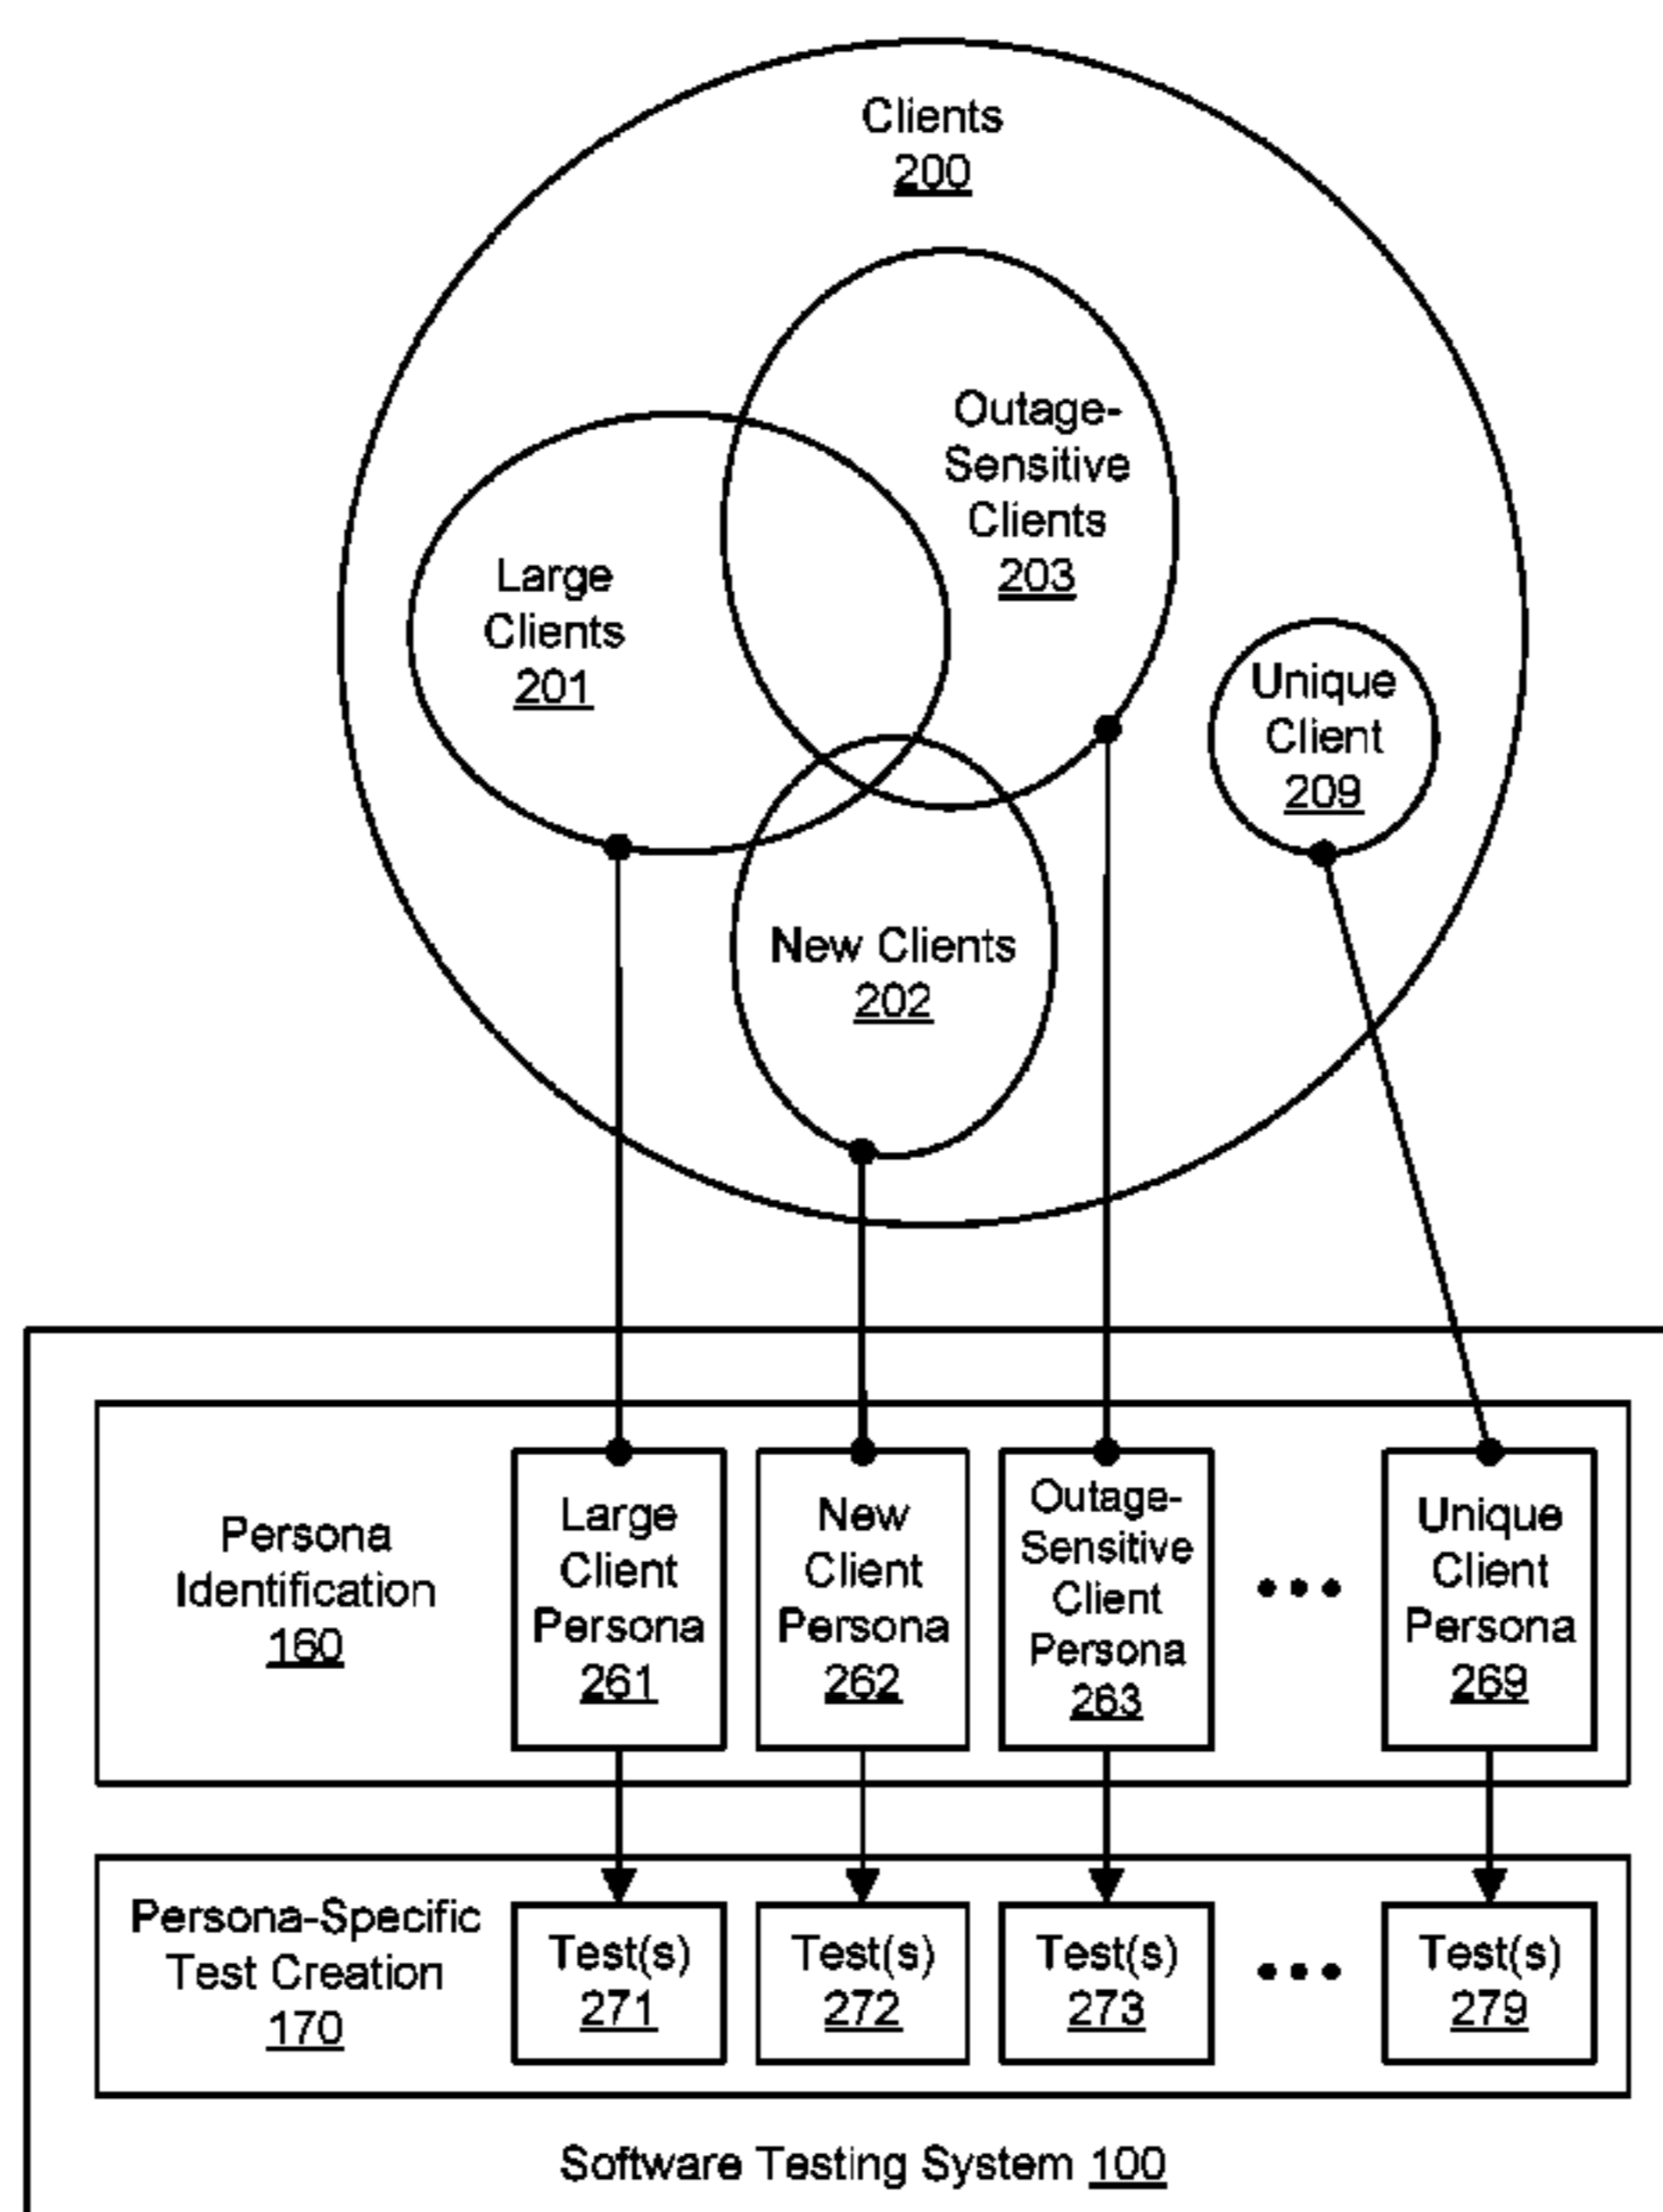 Clients
200
Outage-
Sensitive
Clients
203
Large
Clients
201
Unique
Client
209
New Clients
202
Persona
Identification
160
Large
Client
Persona
261
New
Client
Persona
262
Outage-
Sensitive
Client
Persona
263
•••
Unique
Client
Persona
269
Persona-Specific
Test Creation
170
Test(s)
271
Test(s)
272
Test(s)
273
•••
Test(s)
279
Software Testing System 100